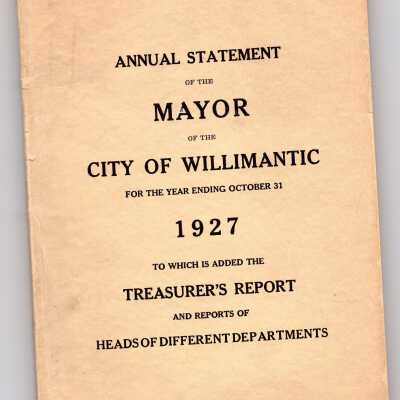 ANNUAL STATEMENT
OF THE
MAYOR
OF THE
CITY OF WILLIMANTIC
FOR THE YEAR ENDING OCTOBER 31
1927
TO WHICH IS ADDED THE
TREASURER'S REPORT
AND REPORTS OF
HEADS OF DIFFERENT DEPARTMENTS